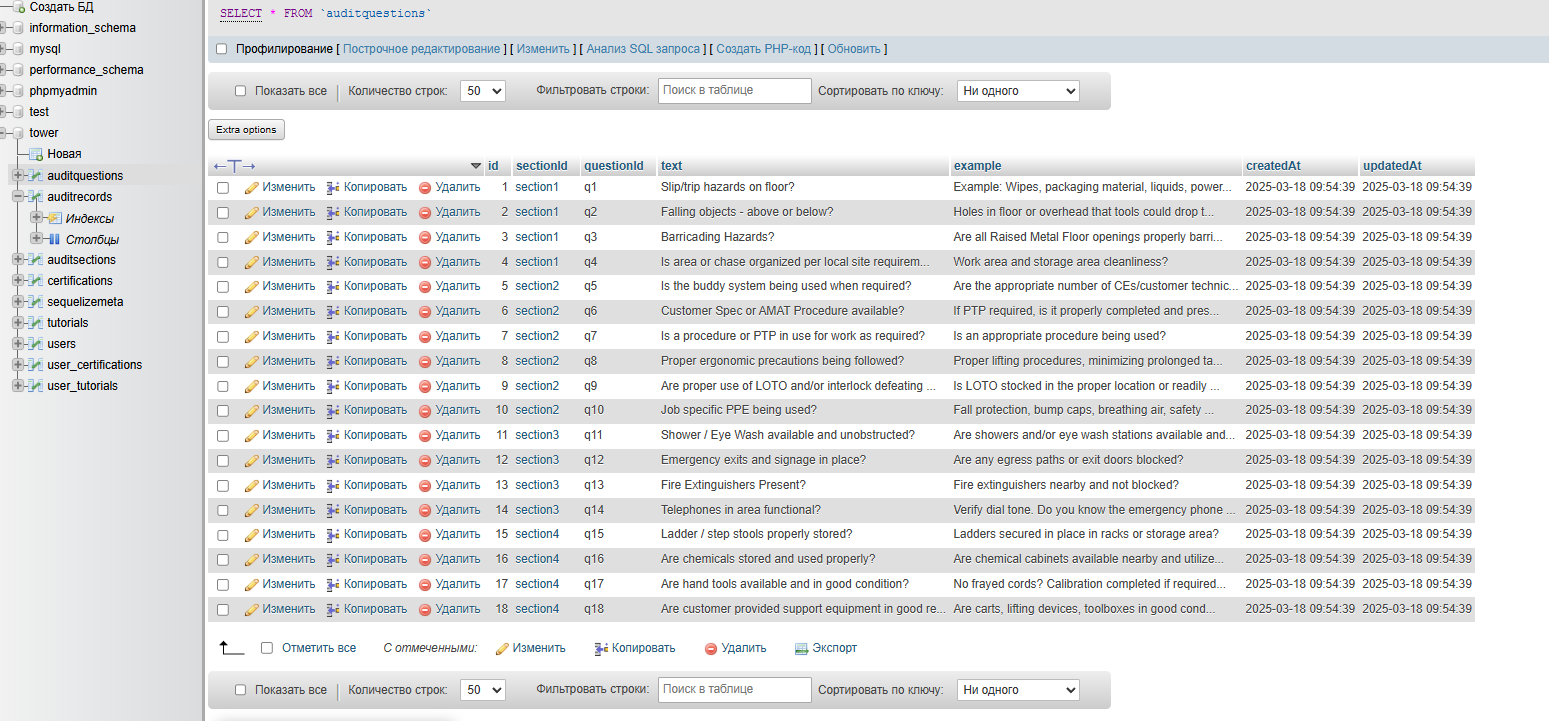 Создать БД
information_schema
mysql
performance_schema
phpmyadmin
test
tower
Новая
auditquestions
auditrecords
Индексы
Столбцы
auditsections
certifications
sequelizemeta
tutorials
users
user_certifications
user_tutorials
SELECT * FROM `auditquestions`
Профилирование [ Построчное редактирование ] [ Изменить ] [ Анализ SQL запроса ] [ Создать PHP-код ] [ Обновить ]
Показать все | Количество строк: 50 Фильтровать строки: Поиск в таблице Сортировать по ключу: Ни одного
Extra options
←T→ id sectionId questionId text example createdAt updatedAt
Изменить Копировать Удалить 1 section1 q1 Slip/trip hazards on floor? Example: Wipes, packaging material, liquids, power... 2025-03-18 09:54:39 2025-03-18 09:54:39
Изменить Копировать Удалить 2 section1 q2 Falling objects - above or below? Holes in floor or overhead that tools could drop t... 2025-03-18 09:54:39 2025-03-18 09:54:39
Изменить Копировать Удалить 3 section1 q3 Barricading Hazards? Are all Raised Metal Floor openings properly barri... 2025-03-18 09:54:39 2025-03-18 09:54:39
Изменить Копировать Удалить 4 section1 q4 Is area or chase organized per local site requirem... Work area and storage area cleanliness? 2025-03-18 09:54:39 2025-03-18 09:54:39
Изменить Копировать Удалить 5 section2 q5 Is the buddy system being used when required? Are the appropriate number of CEs/customer technic... 2025-03-18 09:54:39 2025-03-18 09:54:39
Изменить Копировать Удалить 6 section2 q6 Customer Spec or AMAT Procedure available? If PTP required, is it properly completed and pres... 2025-03-18 09:54:39 2025-03-18 09:54:39
Изменить Копировать Удалить 7 section2 q7 Is a procedure or PTP in use for work as required? Is an appropriate procedure being used? 2025-03-18 09:54:39 2025-03-18 09:54:39
Изменить Копировать Удалить 8 section2 q8 Proper ergonomic precautions being followed? Proper lifting procedures, minimizing prolonged ta... 2025-03-18 09:54:39 2025-03-18 09:54:39
Изменить Копировать Удалить 9 section2 q9 Are proper use of LOTO and/or interlock defeating ... Is LOTO stocked in the proper location or readily ... 2025-03-18 09:54:39 2025-03-18 09:54:39
Изменить Копировать Удалить 10 section2 q10 Job specific PPE being used? Fall protection, bump caps, breathing air, safety ... 2025-03-18 09:54:39 2025-03-18 09:54:39
Изменить Копировать Удалить 11 section3 q11 Shower / Eye Wash available and unobstructed? Are showers and/or eye wash stations available and... 2025-03-18 09:54:39 2025-03-18 09:54:39
Изменить Копировать Удалить 12 section3 q12 Emergency exits and signage in place? Are any egress paths or exit doors blocked? 2025-03-18 09:54:39 2025-03-18 09:54:39
Изменить Копировать Удалить 13 section3 q13 Fire Extinguishers Present? Fire extinguishers nearby and not blocked? 2025-03-18 09:54:39 2025-03-18 09:54:39
Изменить Копировать Удалить 14 section3 q14 Telephones in area functional? Verify dial tone. Do you know the emergency phone ... 2025-03-18 09:54:39 2025-03-18 09:54:39
Изменить Копировать Удалить 15 section4 q15 Ladder / step stools properly stored? Ladders secured in place in racks or storage area? 2025-03-18 09:54:39 2025-03-18 09:54:39
Изменить Копировать Удалить 16 section4 q16 Are chemicals stored and used properly? Are chemical cabinets available nearby and utilize... 2025-03-18 09:54:39 2025-03-18 09:54:39
Изменить Копировать Удалить 17 section4 q17 Are hand tools available and in good condition? No frayed cords? Calibration completed if required... 2025-03-18 09:54:39 2025-03-18 09:54:39
Изменить Копировать Удалить 18 section4 q18 Are customer provided support equipment in good re... Are carts, lifting devices, toolboxes in good cond... 2025-03-18 09:54:39 2025-03-18 09:54:39
Отметить все С отмеченными: Изменить Копировать Удалить Экспорт
Показать все | Количество строк: 50 Фильтровать строки: Поиск в таблице Сортировать по ключу: Ни одного